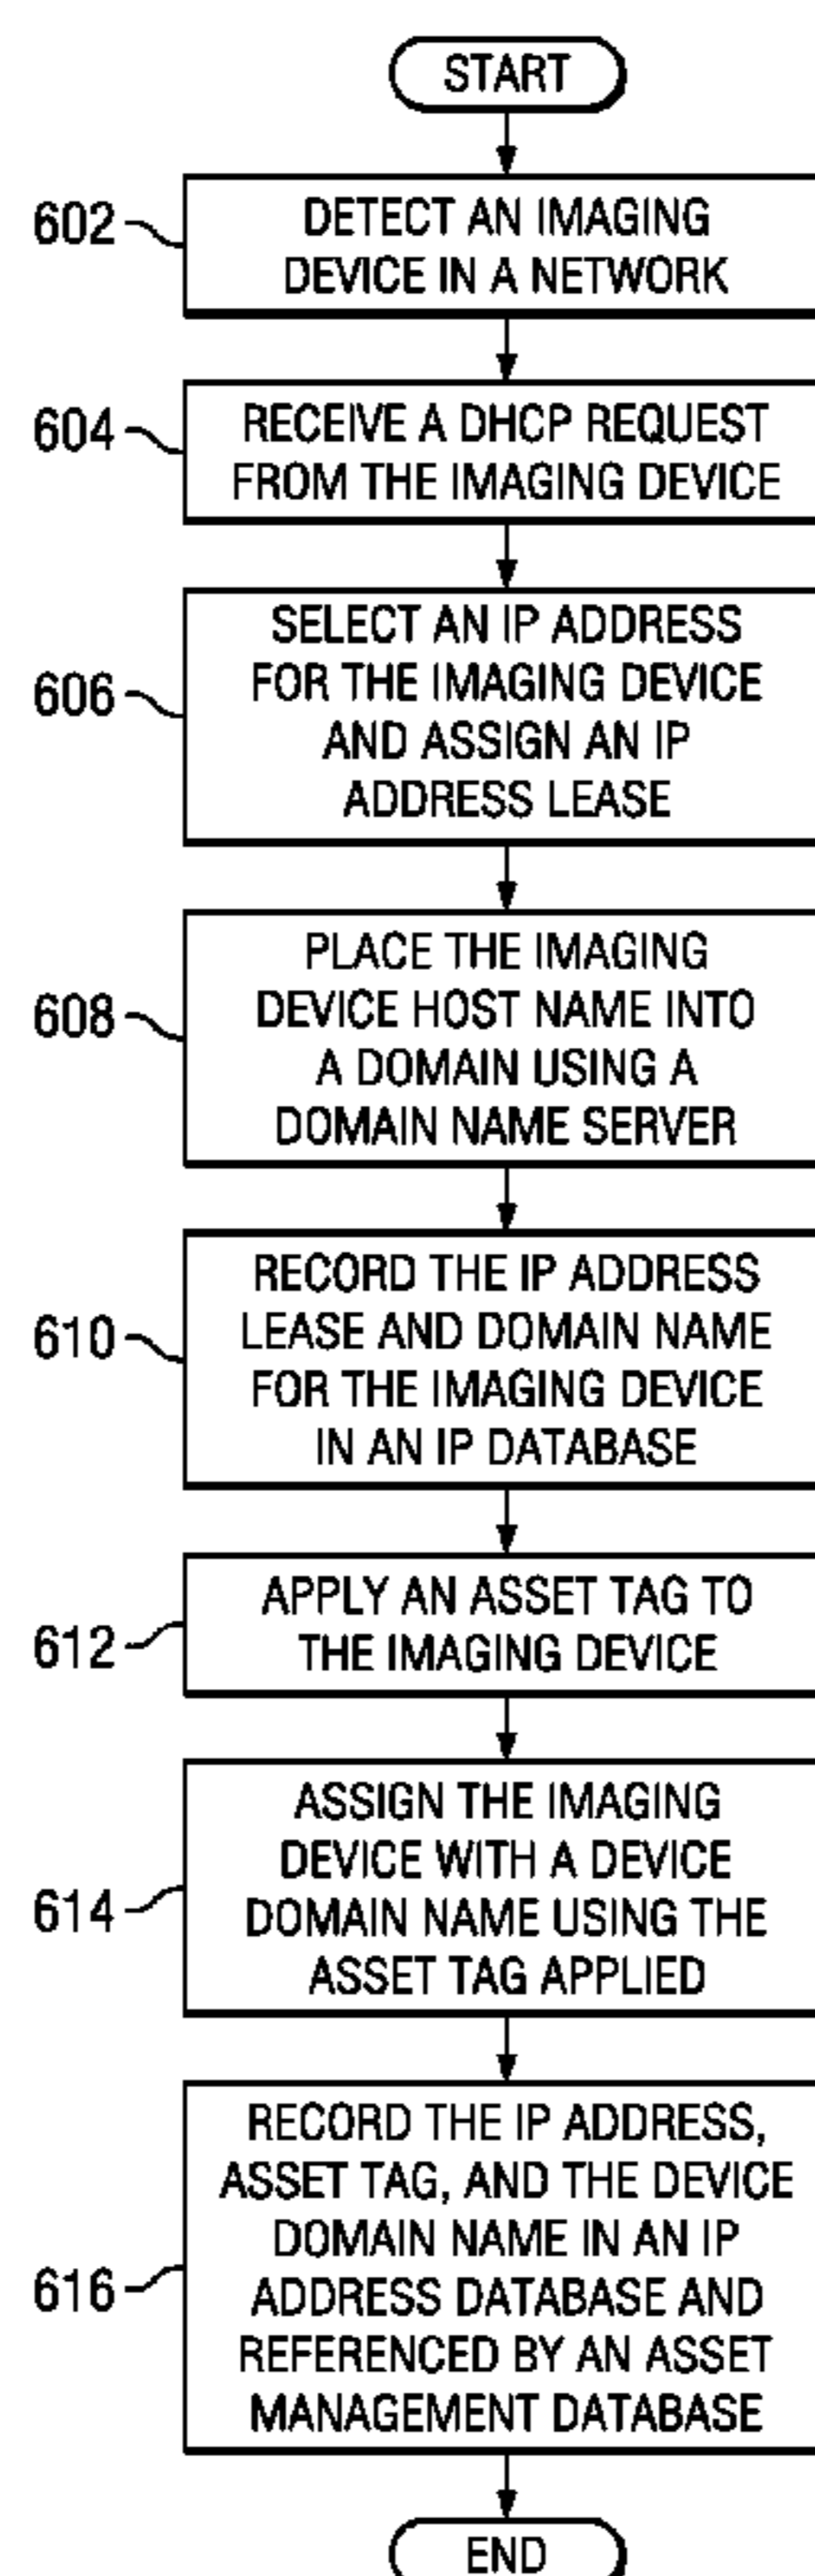 START
602
DETECT AN IMAGING
DEVICE IN A NETWORK
604
RECEIVE A DHCP REQUEST
FROM THE IMAGING DEVICE
606
SELECT AN IP ADDRESS
FOR THE IMAGING DEVICE
AND ASSIGN AN IP
ADDRESS LEASE
608
PLACE THE IMAGING
DEVICE HOST NAME INTO
A DOMAIN USING A
DOMAIN NAME SERVER
610
RECORD THE IP ADDRESS
LEASE AND DOMAIN NAME
FOR THE IMAGING DEVICE
IN AN IP DATABASE
612
APPLY AN ASSET TAG TO
THE IMAGING DEVICE
614
ASSIGN THE IMAGING
DEVICE WITH A DEVICE
DOMAIN NAME USING THE
ASSET TAG APPLIED
616
RECORD THE IP ADDRESS,
ASSET TAG, AND THE DEVICE
DOMAIN NAME IN AN IP
ADDRESS DATABASE AND
REFERENCED BY AN ASSET
MANAGEMENT DATABASE
END